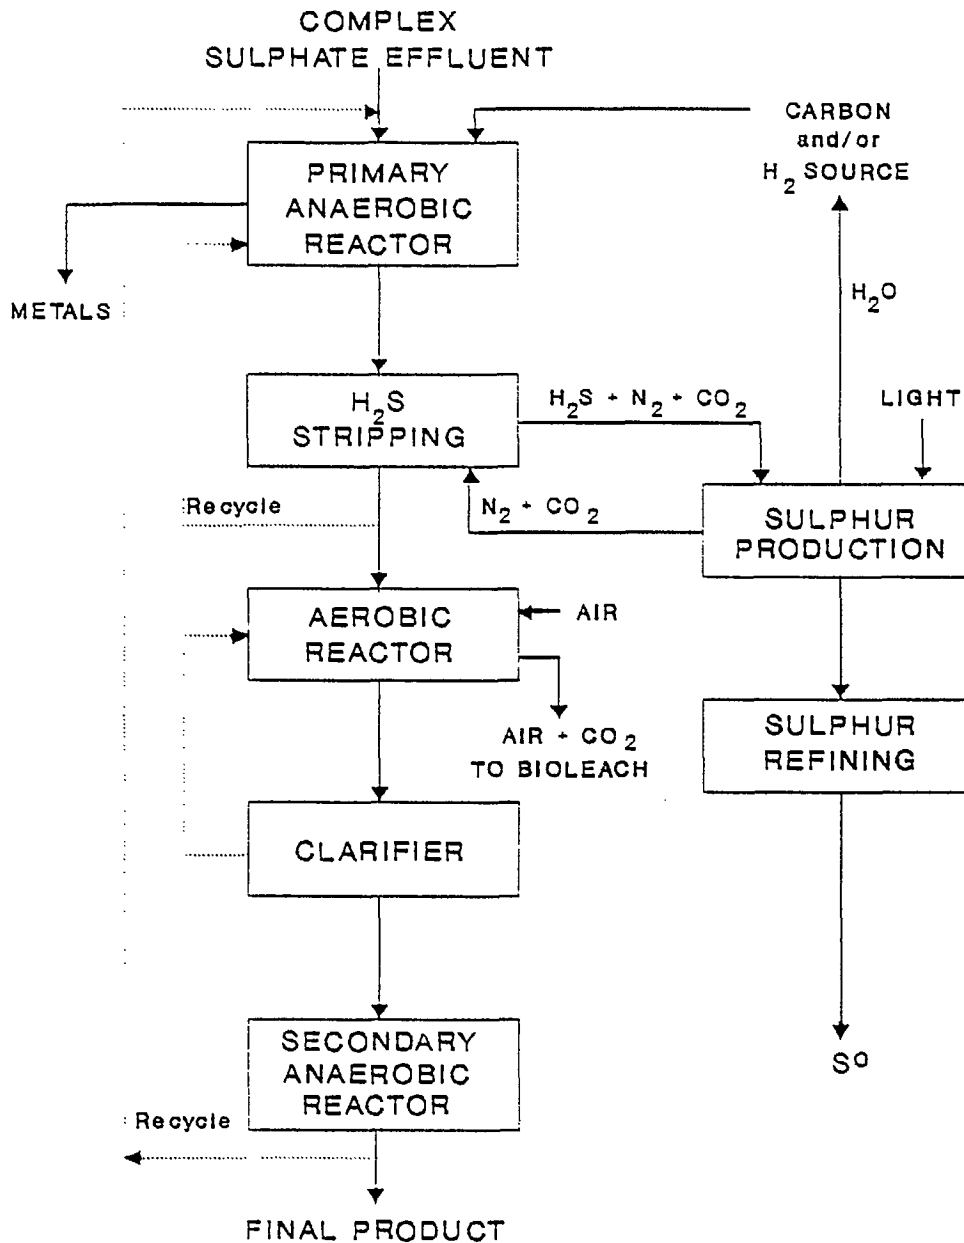 COMPLEX
SULPHATE EFFLUENT
CARBON
and/or
H2 SOURCE
PRIMARY
ANAEROBIC
REACTOR
METALS
H2O
H2S
STRIPPING
H2S + N2 + CO2
LIGHT
Recycle
N2 + CO2
SULPHUR
PRODUCTION
AEROBIC
REACTOR
AIR
AIR + CO2
TO BIOLEACH
SULPHUR
REFINING
CLARIFIER
SECONDARY
ANAEROBIC
REACTOR
S⁰
Recycle
FINAL PRODUCT